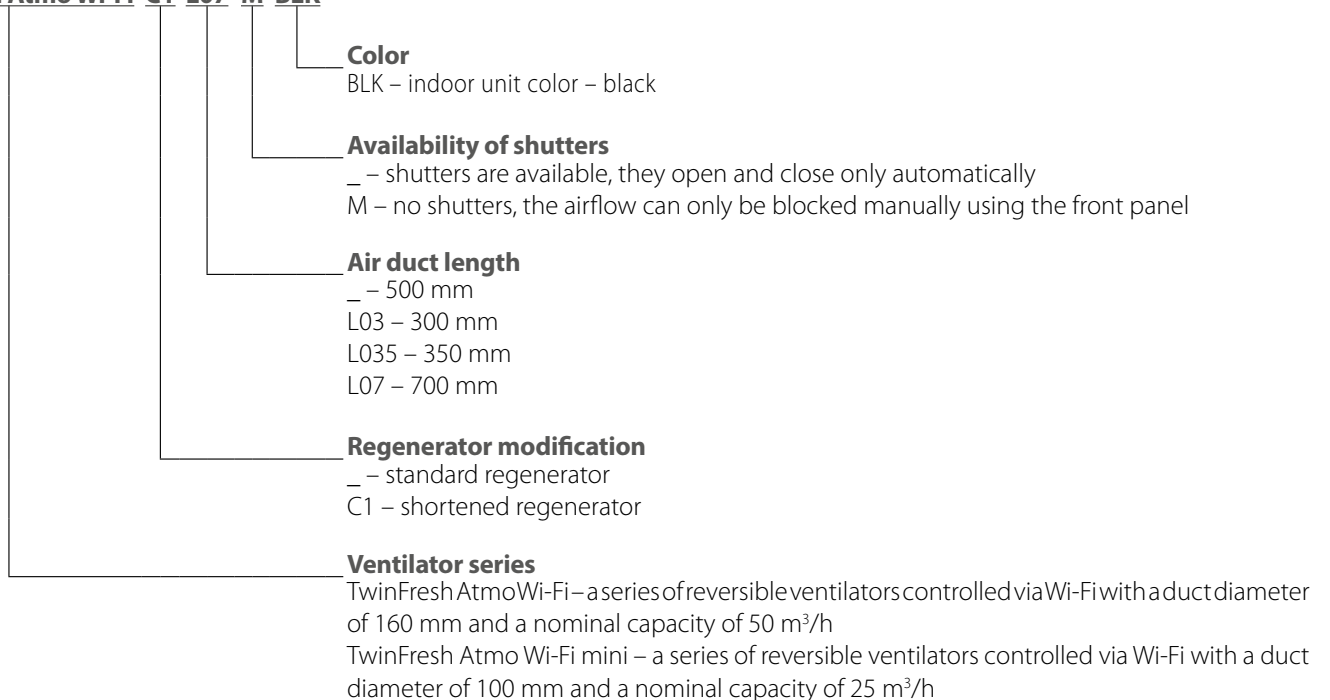 Color
BLK – indoor unit color – black
Availability of shutters
_ – shutters are available, they open and close only automatically
M – no shutters, the airflow can only be blocked manually using the front panel
Air duct length
_ – 500 mm
L03 – 300 mm
L035 – 350 mm
L07 – 700 mm
Regenerator modification
_ – standard regenerator
C1 – shortened regenerator
Ventilator series
TwinFresh Atmo Wi-Fi – a series of reversible ventilators controlled via Wi-Fi with a duct diameter
of 160 mm and a nominal capacity of 50 m³/h
TwinFresh Atmo Wi-Fi mini – a series of reversible ventilators controlled via Wi-Fi with a duct
diameter of 100 mm and a nominal capacity of 25 m³/h